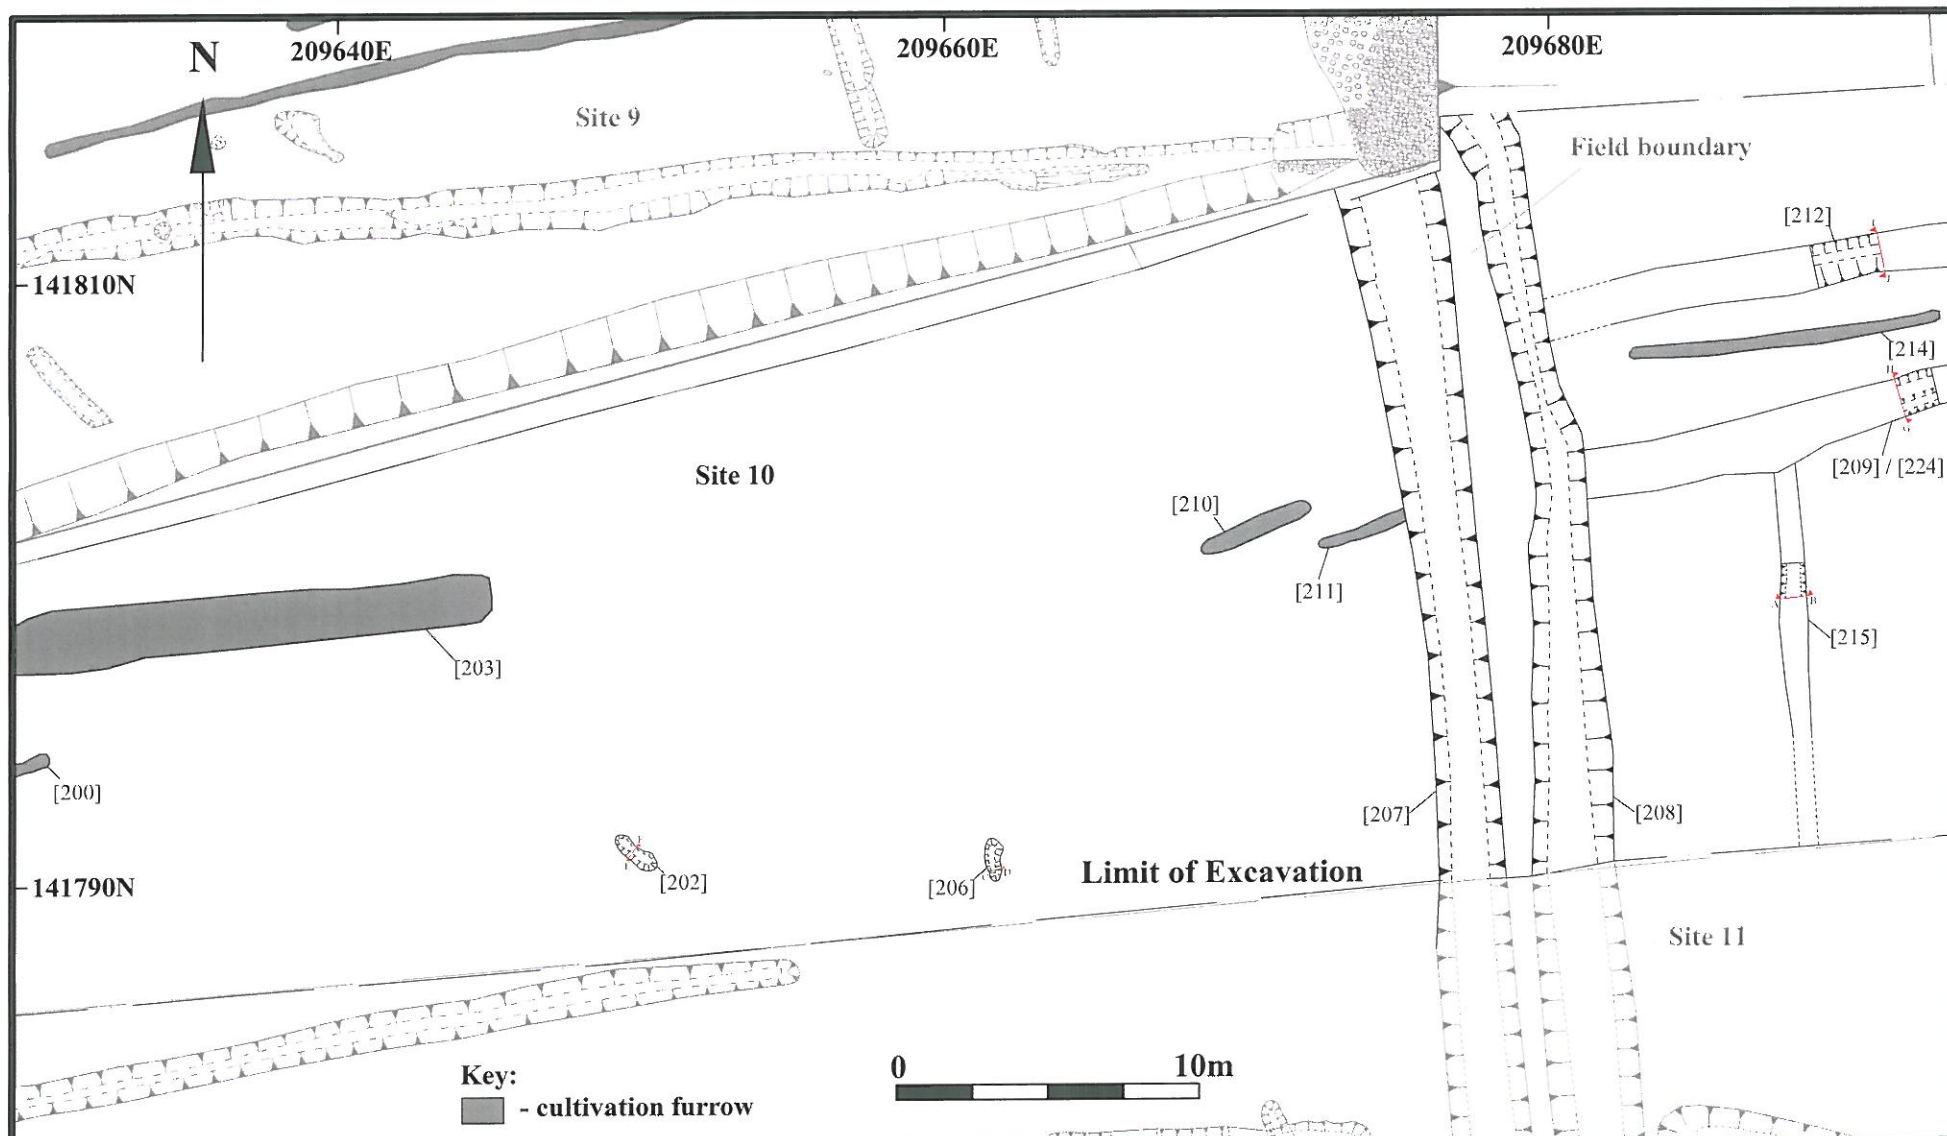 209640E
209660E
209680E
N
Site 9
Field boundary
[212]
141810N
[214]
Site 10
[209] / [224]
[210]
[211]
[215]
[203]
[200]
[207]
[208]
[202]
[206]
Limit of Excavation
141790N
Site 11
0 10m
Key:
- cultivation furrow